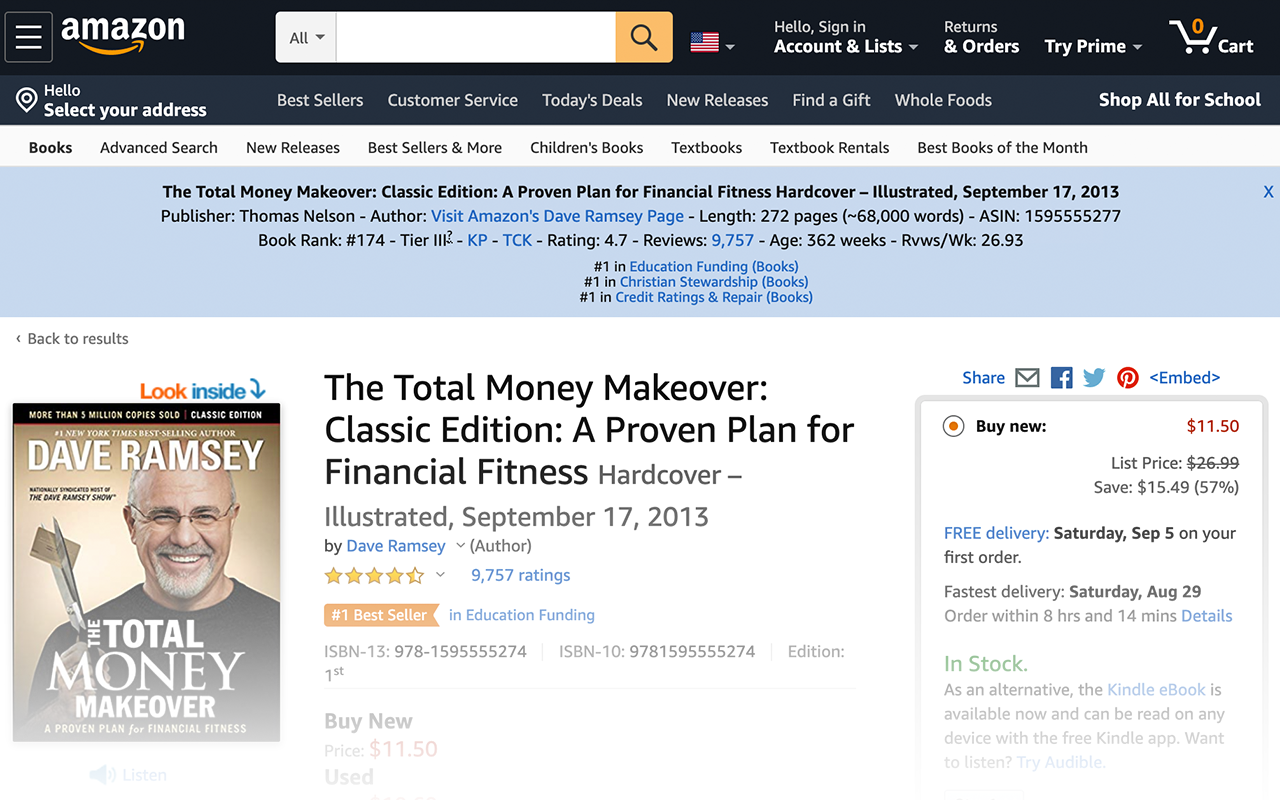 amazon
All
Hello, Sign in
Account & Lists
Returns
& Orders
Try Prime
0
Cart
Hello
Select your address
Best Sellers
Customer Service
Today's Deals
New Releases
Find a Gift
Whole Foods
Shop All for School
Books
Advanced Search
New Releases
Best Sellers & More
Children's Books
Textbooks
Textbook Rentals
Best Books of the Month
The Total Money Makeover: Classic Edition: A Proven Plan for Financial Fitness Hardcover – Illustrated, September 17, 2013
X
Publisher: Thomas Nelson - Author: Visit Amazon's Dave Ramsey Page - Length: 272 pages (~68,000 words) - ASIN: 1595555277
Book Rank: #174 - Tier III - KP - TCK - Rating: 4.7 - Reviews: 9,757 - Age: 362 weeks - Rvws/Wk: 26.93
#1 in Education Funding (Books)
#1 in Christian Stewardship (Books)
#1 in Credit Ratings & Repair (Books)
‹ Back to results
Look inside
MORE THAN 5 MILLION COPIES SOLD | CLASSIC EDITION
#1 NEW YORK TIMES BEST-SELLING AUTHOR
DAVE RAMSEY
NATIONALLY SYNDICATED HOST OF
THE DAVE RAMSEY SHOW
THE TOTAL
MONEY
MAKEOVER
A PROVEN PLAN for FINANCIAL FITNESS
Listen
The Total Money Makeover:
Classic Edition: A Proven Plan for
Financial Fitness Hardcover –
Illustrated, September 17, 2013
by Dave Ramsey (Author)
9,757 ratings
#1 Best Seller in Education Funding
ISBN-13: 978-1595555274
ISBN-10: 9781595555274
Edition:
1st
Buy New
Price: $11.50
Used
Share
<Embed>
Buy new:
$11.50
List Price: $26.99
Save: $15.49 (57%)
FREE delivery: Saturday, Sep 5 on your
first order.
Fastest delivery: Saturday, Aug 29
Order within 8 hrs and 14 mins Details
In Stock.
As an alternative, the Kindle eBook is
available now and can be read on any
device with the free Kindle app. Want
to listen? Try Audible.